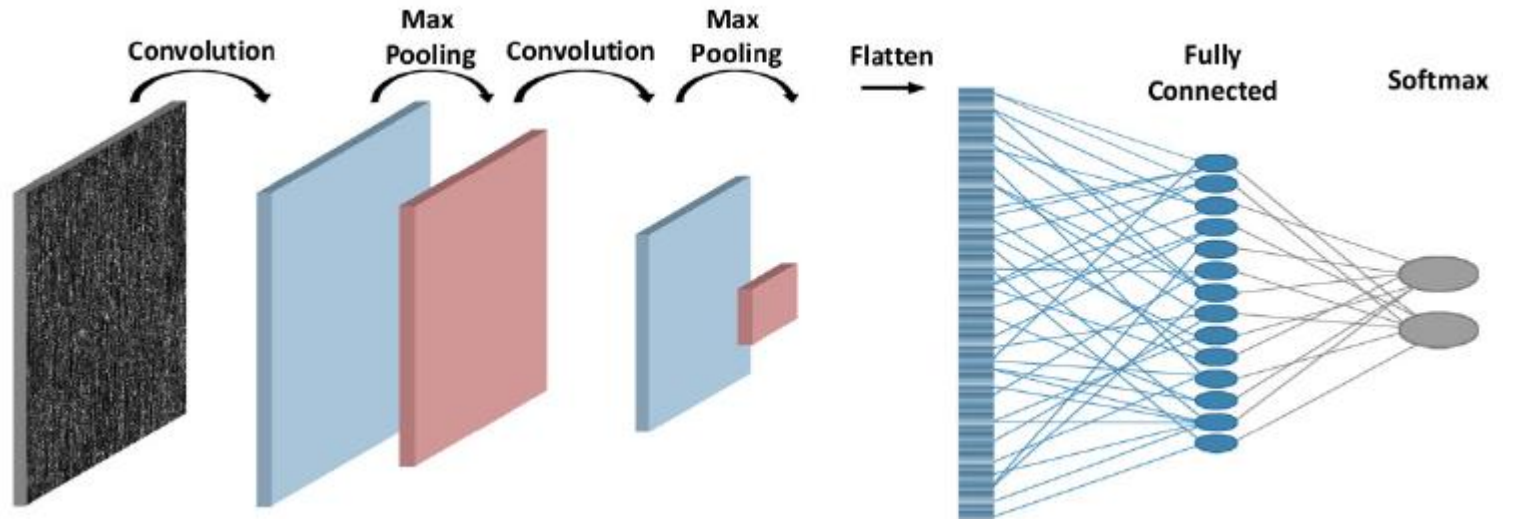 Convolution
Max
Pooling
Convolution
Max
Pooling
Flatten
Fully
Connected
Softmax